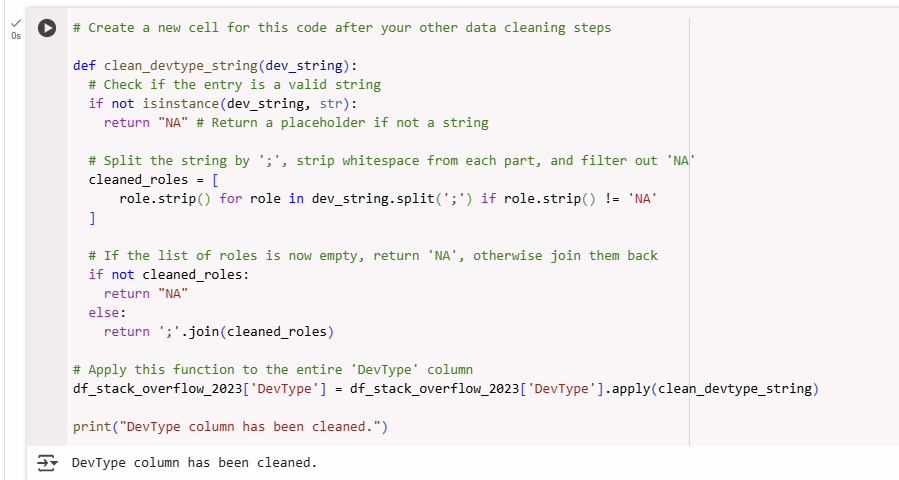 0s
# Create a new cell for this code after your other data cleaning steps
def clean_devtype_string(dev_string):
  # Check if the entry is a valid string
  if not isinstance(dev_string, str):
    return "NA" # Return a placeholder if not a string
  # Split the string by ';', strip whitespace from each part, and filter out 'NA'
  cleaned_roles = [
      role.strip() for role in dev_string.split(';') if role.strip() != 'NA'
  ]
  # If the list of roles is now empty, return 'NA', otherwise join them back
  if not cleaned_roles:
    return "NA"
  else:
    return ';'.join(cleaned_roles)
# Apply this function to the entire 'DevType' column
df_stack_overflow_2023['DevType'] = df_stack_overflow_2023['DevType'].apply(clean_devtype_string)
print("DevType column has been cleaned.")
DevType column has been cleaned.